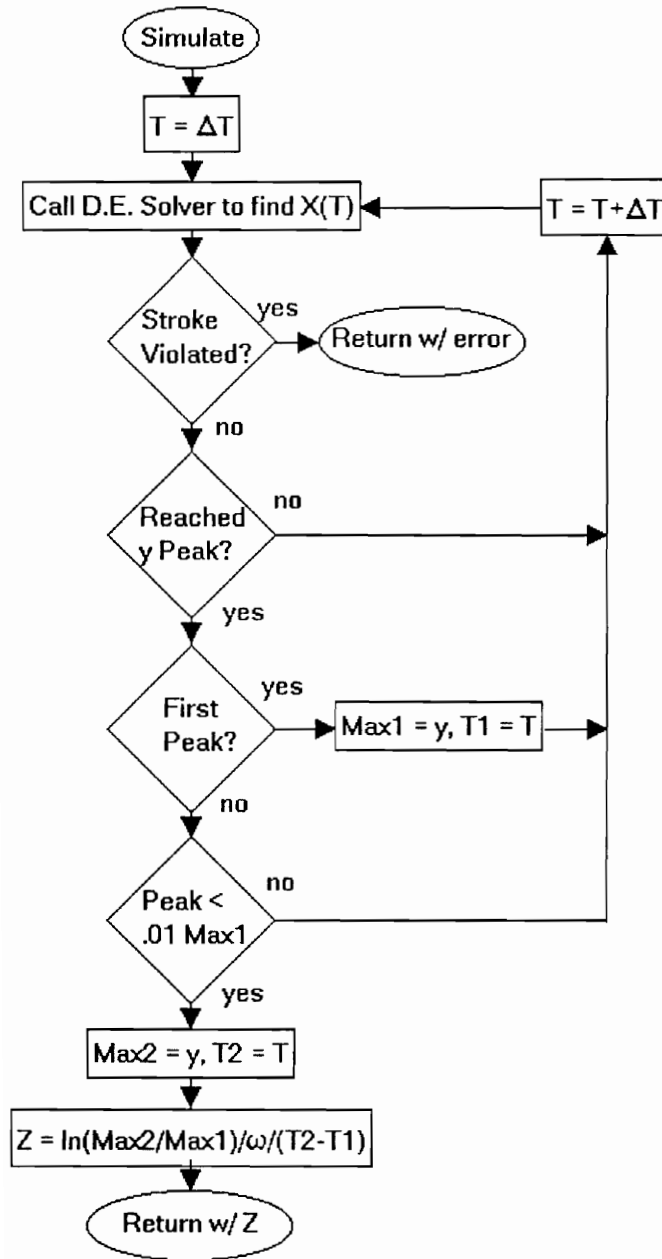 Simulate
T = ΔT
Call D.E. Solver to find X(T)
T = T+ΔT
Stroke
Violated?
yes
Return w/ error
no
Reached
y Peak?
no
yes
First
Peak?
yes
Max1 = y, T1 = T
no
Peak <
.01 Max1
no
yes
Max2 = y, T2 = T
Z = ln(Max2/Max1)/ω/(T2-T1)
Return w/ Z